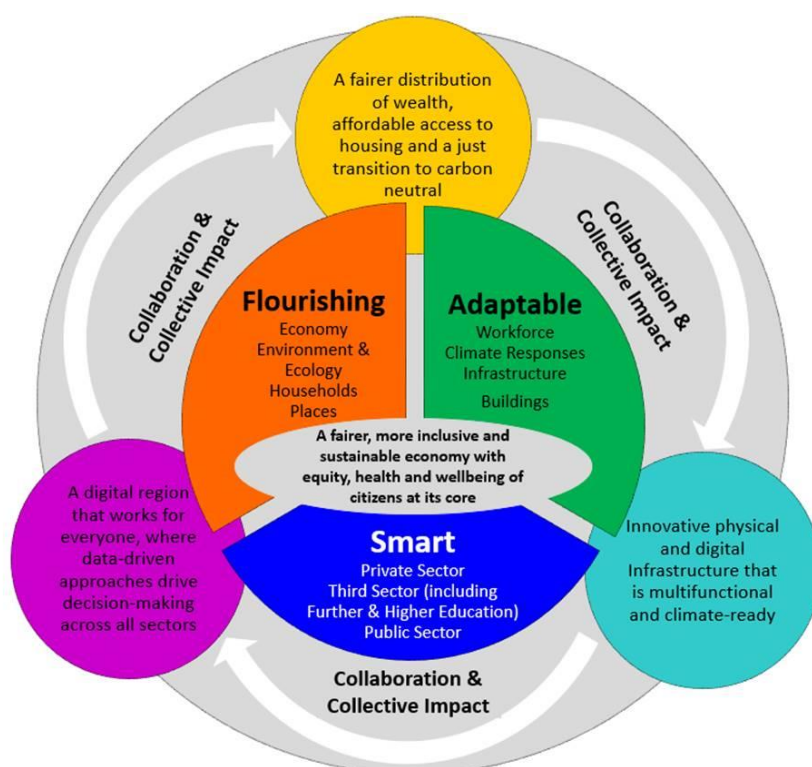 A fairer distribution
of wealth,
affordable access to
housing and a just
transition to carbon
neutral
Collaboration &
Collective Impact
Collaboration &
Collective Impact
Flourishing
Economy
Environment &
Ecology
Households
Places
Adaptable
Workforce
Climate Responses
Infrastructure
Buildings
A fairer, more inclusive and
sustainable economy with
equity, health and wellbeing of
citizens at its core
A digital region
that works for
everyone, where
data-driven
approaches drive
decision-making
across all sectors
Smart
Private Sector
Third Sector (including
Further & Higher Education)
Public Sector
Innovative physical
and digital
Infrastructure that
is multifunctional
and climate-ready
Collaboration &
Collective Impact